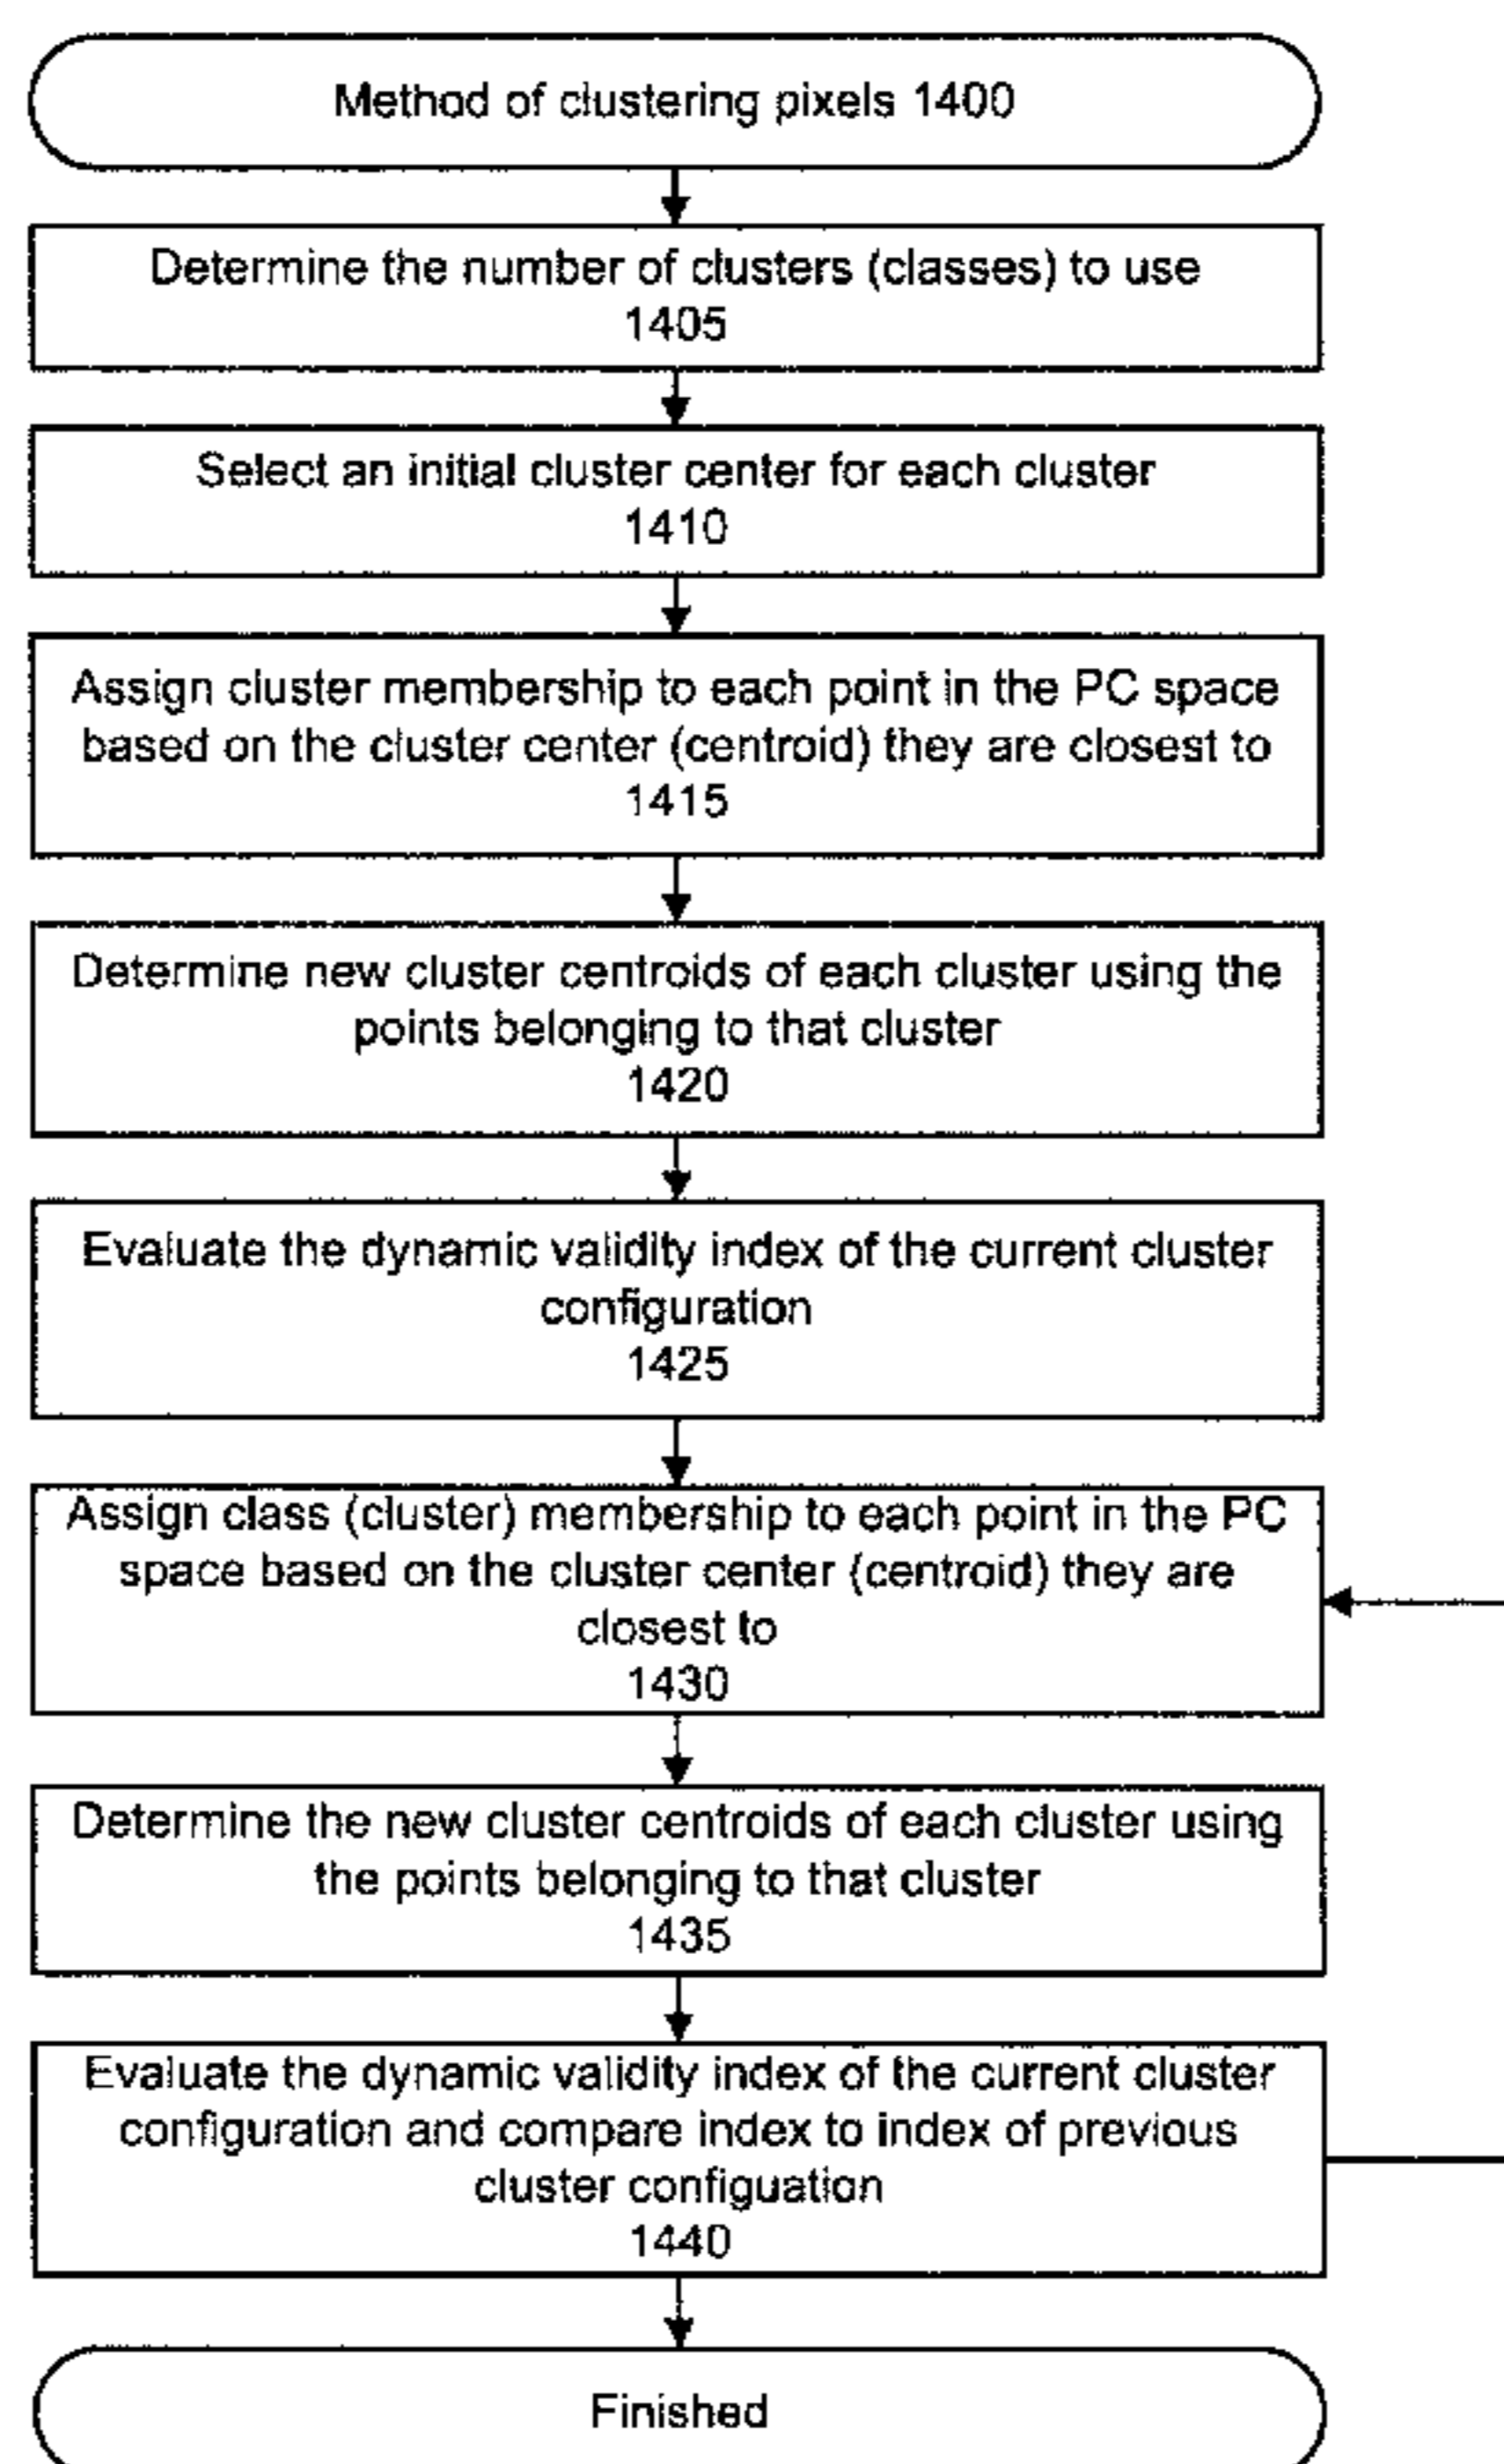 Method of clustering pixels 1400
Determine the number of clusters (classes) to use
1405
Select an initial cluster center for each cluster
1410
Assign cluster membership to each point in the PC space
based on the cluster center (centroid) they are closest to
1415
Determine new cluster centroids of each cluster using the
points belonging to that cluster
1420
Evaluate the dynamic validity index of the current cluster
configuration
1425
Assign class (cluster) membership to each point in the PC
space based on the cluster center (centroid) they are
closest to
1430
Determine the new cluster centroids of each cluster using
the points belonging to that cluster
1435
Evaluate the dynamic validity index of the current cluster
configuration and compare index to index of previous
cluster configuation
1440
Finished